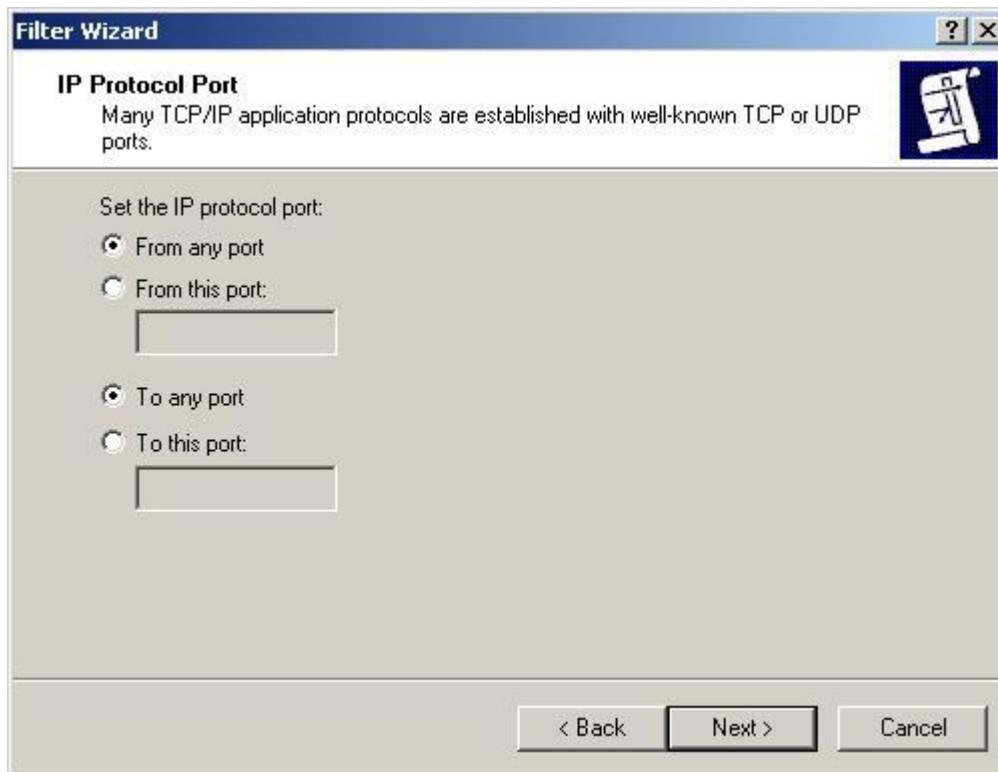 Filter Wizard
IP Protocol Port
Many TCP/IP application protocols are established with well-known TCP or UDP
ports.
Set the IP protocol port:
From any port
From this port:
To any port
To this port:
< Back Next > Cancel